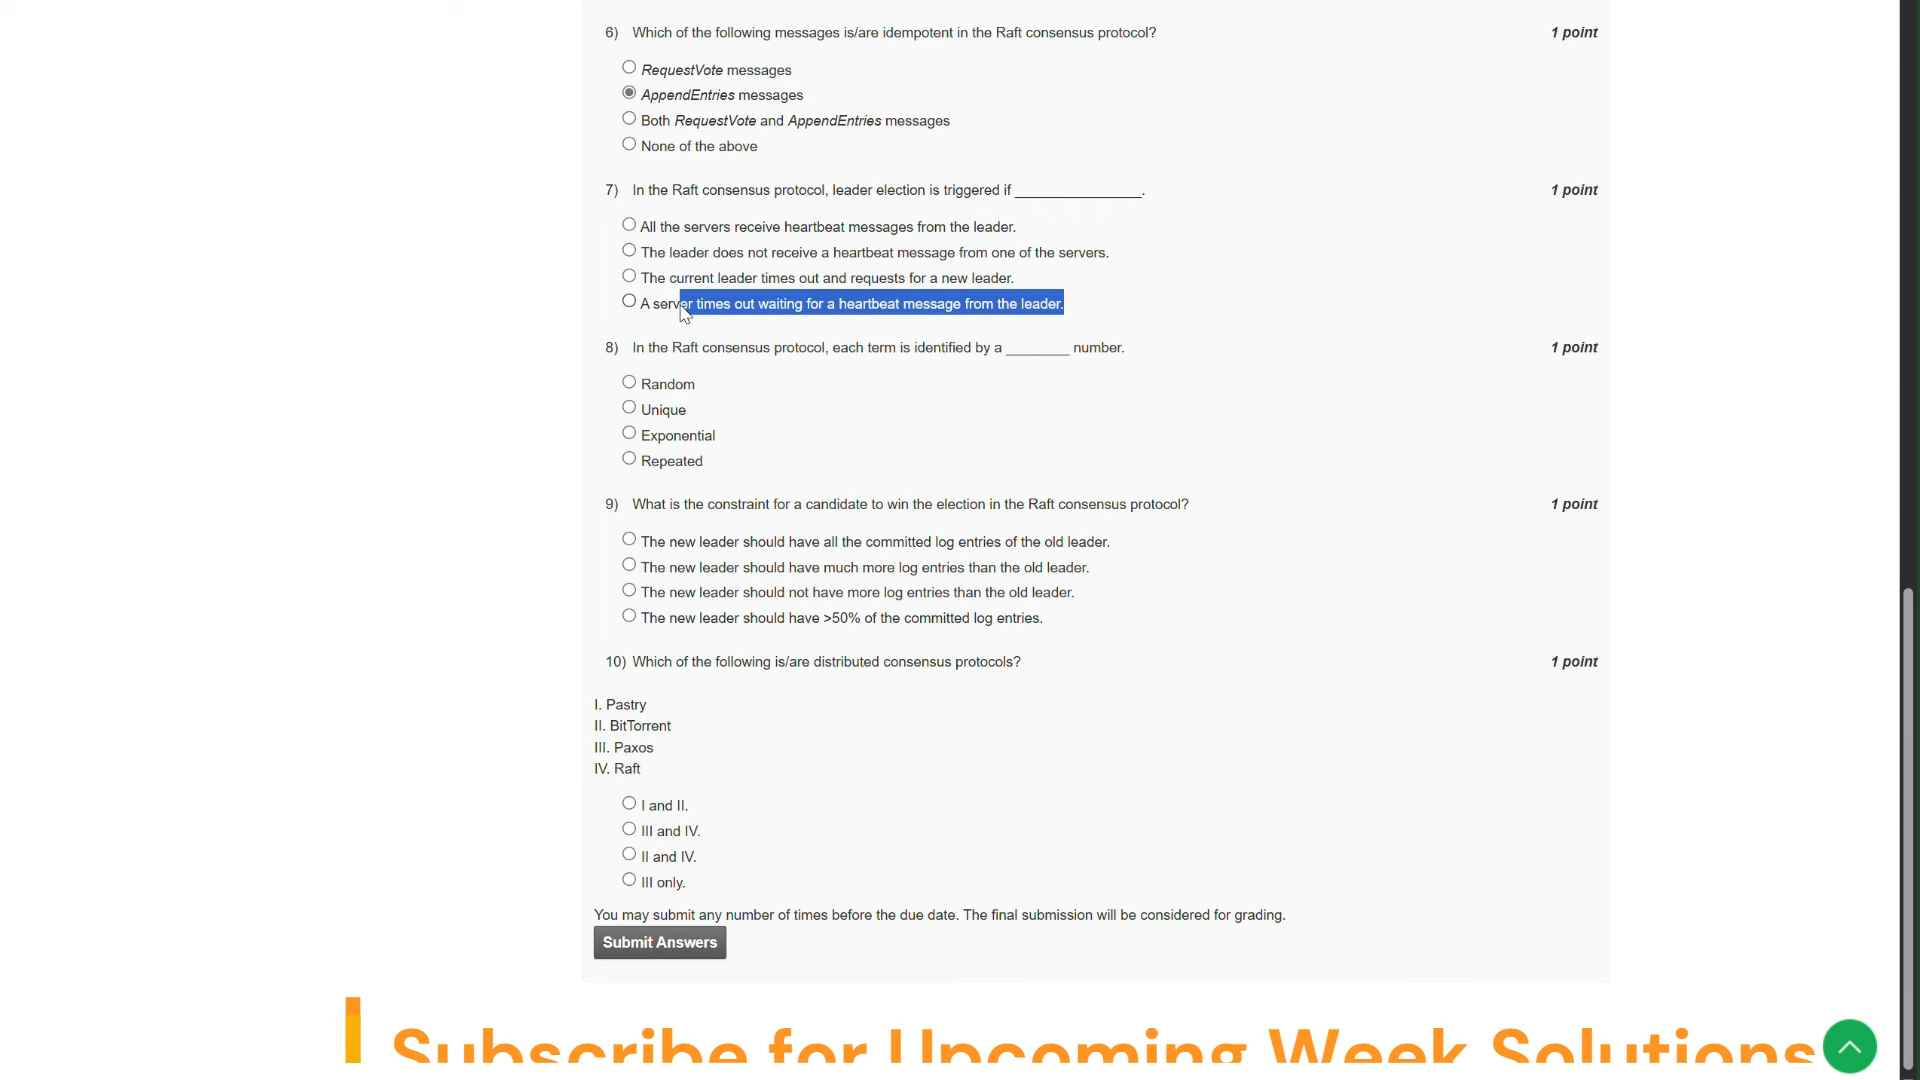 6) Which of the following messages is/are idempotent in the Raft consensus protocol? 1 point
RequestVote messages
AppendEntries messages
Both RequestVote and AppendEntries messages
None of the above
7) In the Raft consensus protocol, leader election is triggered if ________________. 1 point
All the servers receive heartbeat messages from the leader.
The leader does not receive a heartbeat message from one of the servers.
The current leader times out and requests for a new leader.
A server times out waiting for a heartbeat message from the leader.
8) In the Raft consensus protocol, each term is identified by a ________ number. 1 point
Random
Unique
Exponential
Repeated
9) What is the constraint for a candidate to win the election in the Raft consensus protocol? 1 point
The new leader should have all the committed log entries of the old leader.
The new leader should have much more log entries than the old leader.
The new leader should not have more log entries than the old leader.
The new leader should have >50% of the committed log entries.
10) Which of the following is/are distributed consensus protocols? 1 point
I. Pastry
II. BitTorrent
III. Paxos
IV. Raft
I and II.
III and IV.
II and IV.
III only.
You may submit any number of times before the due date. The final submission will be considered for grading.
Submit Answers
Subscribe for Upcoming Week Solutions